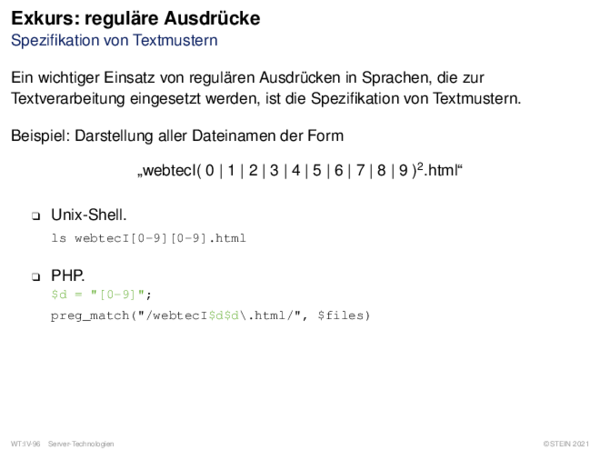 Exkurs: reguläre Ausdrücke
Spezifikation von Textmustern
Ein wichtiger Einsatz von regulären Ausdrücken in Sprachen, die zur
Textverarbeitung eingesetzt werden, ist die Spezifikation von Textmustern.
Beispiel: Darstellung aller Dateinamen der Form
„webtecI( 0 | 1 | 2 | 3 | 4 | 5 | 6 | 7 | 8 | 9 )².html“
❑ Unix-Shell.
ls webtecI[0-9][0-9].html
❑ PHP.
$d = "[0-9]";
preg_match("/webtecI$d$d\.html/", $files)
WT:IV-96 Server-Technologien ©STEIN 2021